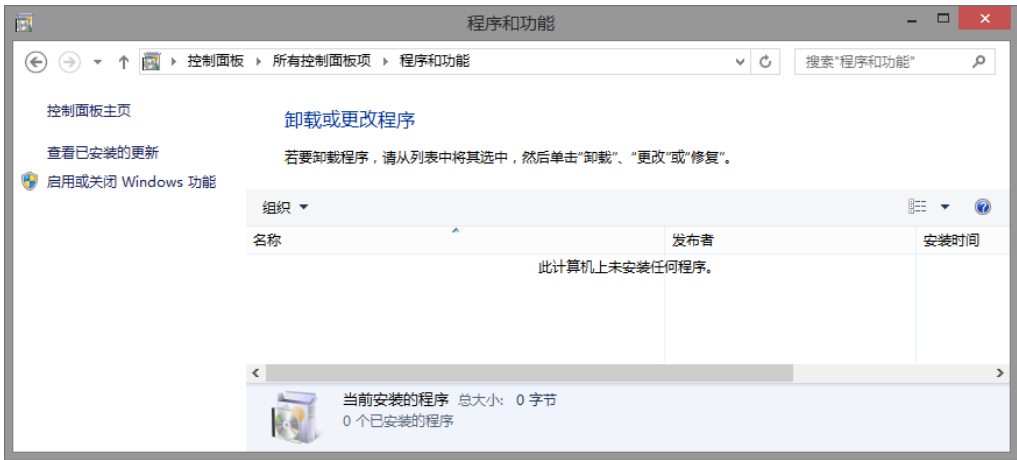 程序和功能
控制面板 所有控制面板项 程序和功能
搜索"程序和功能"
控制面板主页
查看已安装的更新
启用或关闭 Windows 功能
卸载或更改程序
若要卸载程序，请从列表中将其选中，然后单击"卸载"、"更改"或"修复"。
组织
名称 发布者 安装时间
此计算机上未安装任何程序。
当前安装的程序 总大小: 0 字节
0 个已安装的程序